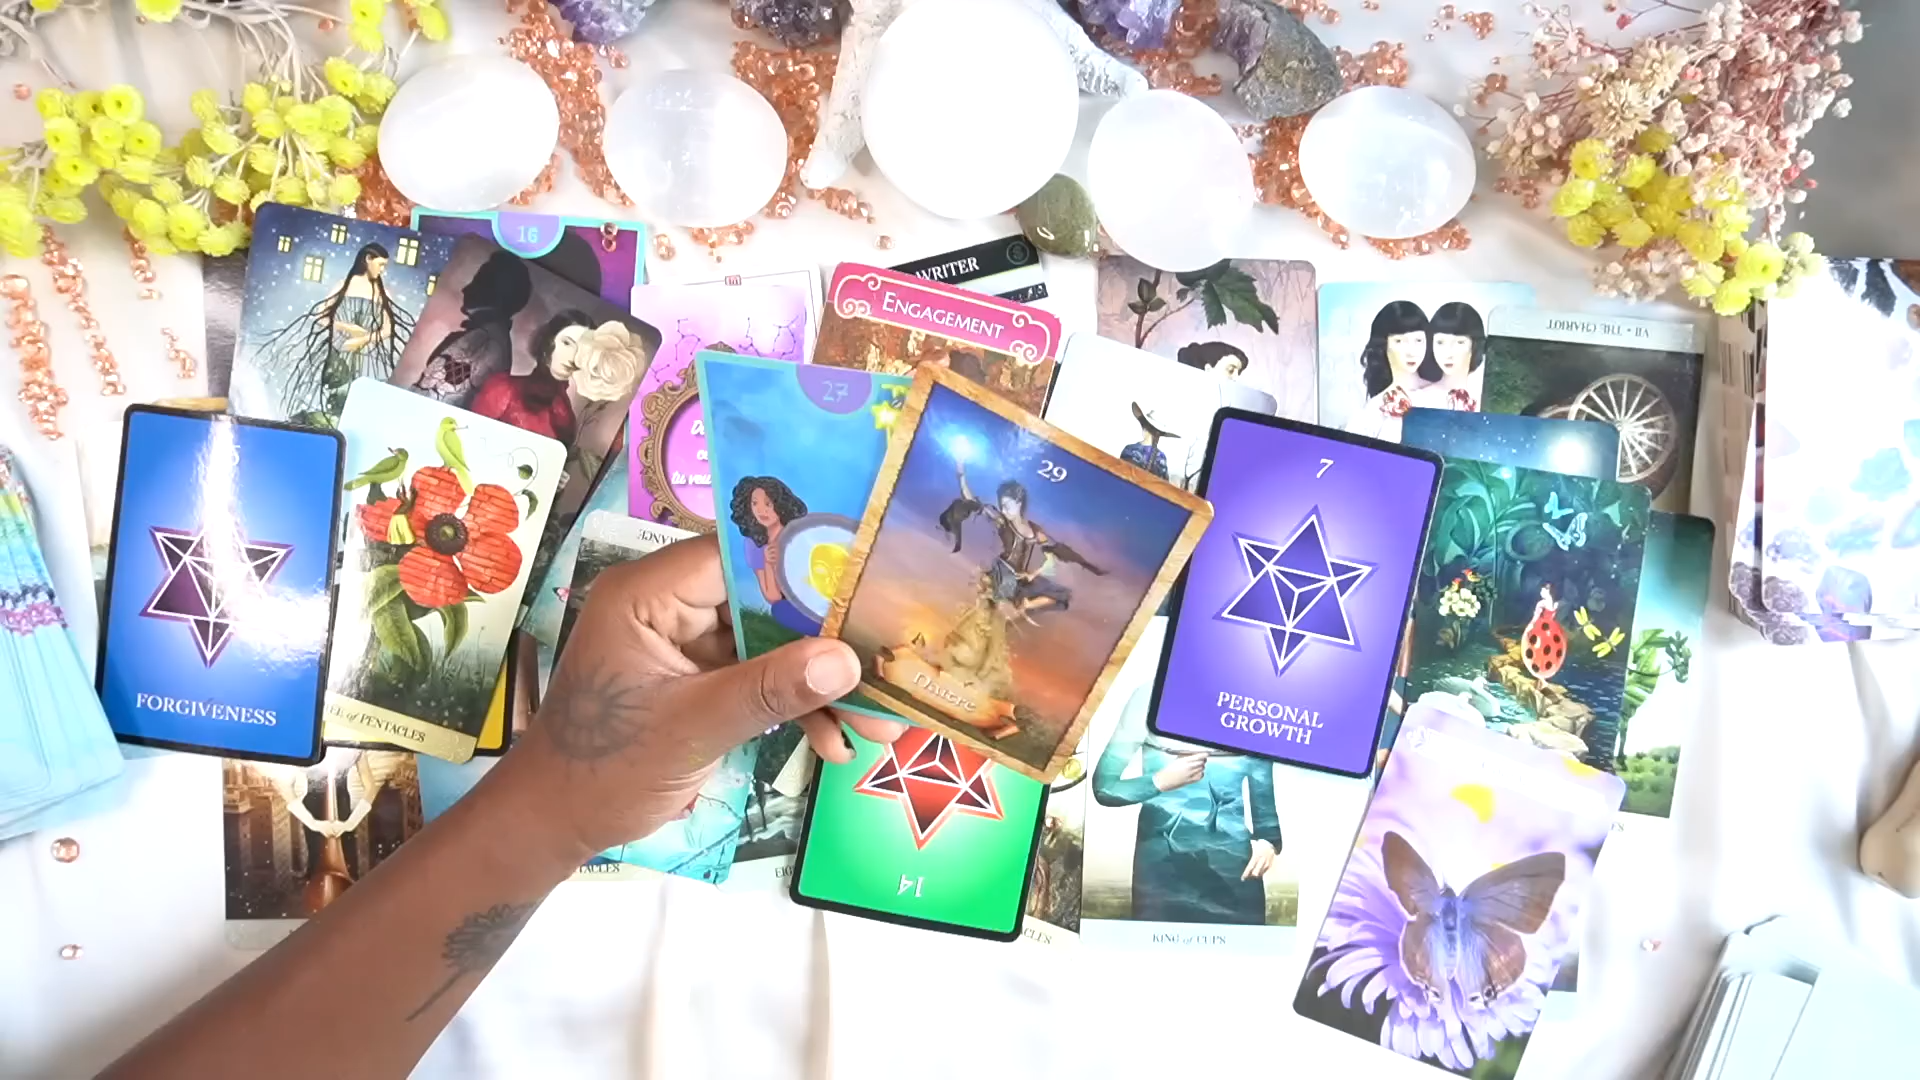 16
WRITER
ENGAGEMENT
VII • THE CHARIOT
27
29
7
FORGIVENESS
of PENTACLES
PERSONAL
GROWTH
14
KING of CUPS